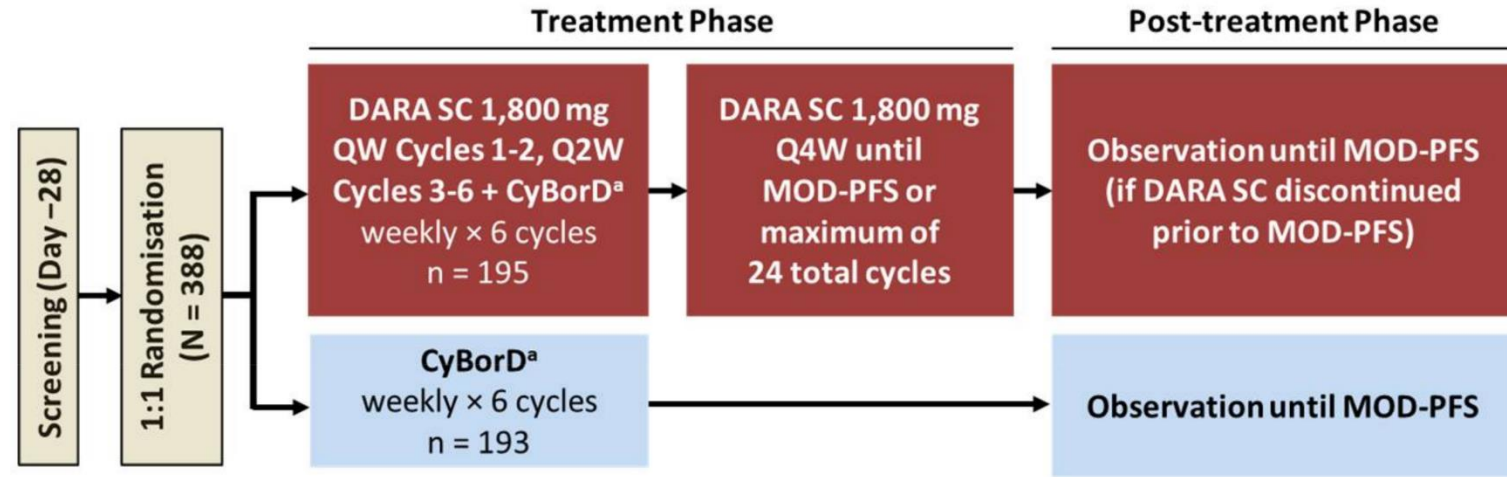 Treatment Phase
Post-treatment Phase
Screening (Day −28)
1:1 Randomisation
(N = 388)
DARA SC 1,800 mg
QW Cycles 1-2, Q2W
Cycles 3-6 + CyBorDᵃ
weekly × 6 cycles
n = 195
DARA SC 1,800 mg
Q4W until
MOD-PFS or
maximum of
24 total cycles
Observation until MOD-PFS
(if DARA SC discontinued
prior to MOD-PFS)
CyBorDᵃ
weekly × 6 cycles
n = 193
Observation until MOD-PFS